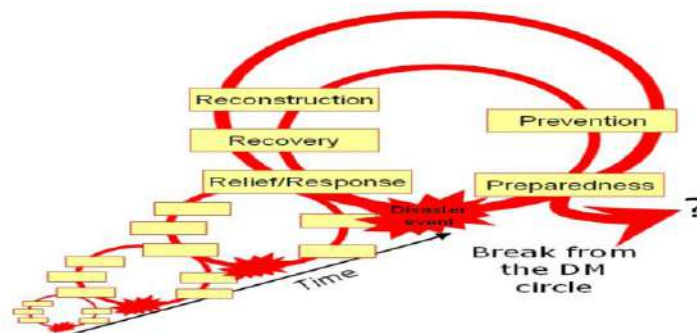 Reconstruction
Prevention
Recovery
Relief/Response
Preparedness
Disaster
event
?
Break from
the DM
circle
Time